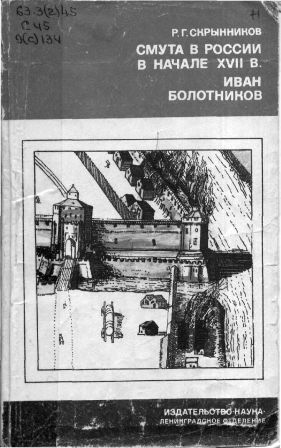 63.3(2)45
С 45
9(с)134
Н
Р. Г. СКРЫННИКОВ
СМУТА В РОССИИ
В НАЧАЛЕ XVII В.
ИВАН
БОЛОТНИКОВ
ИЗДАТЕЛЬСТВО·НАУКА·
ЛЕНИНГРАДСКОЕ ОТДЕЛЕНИЕ